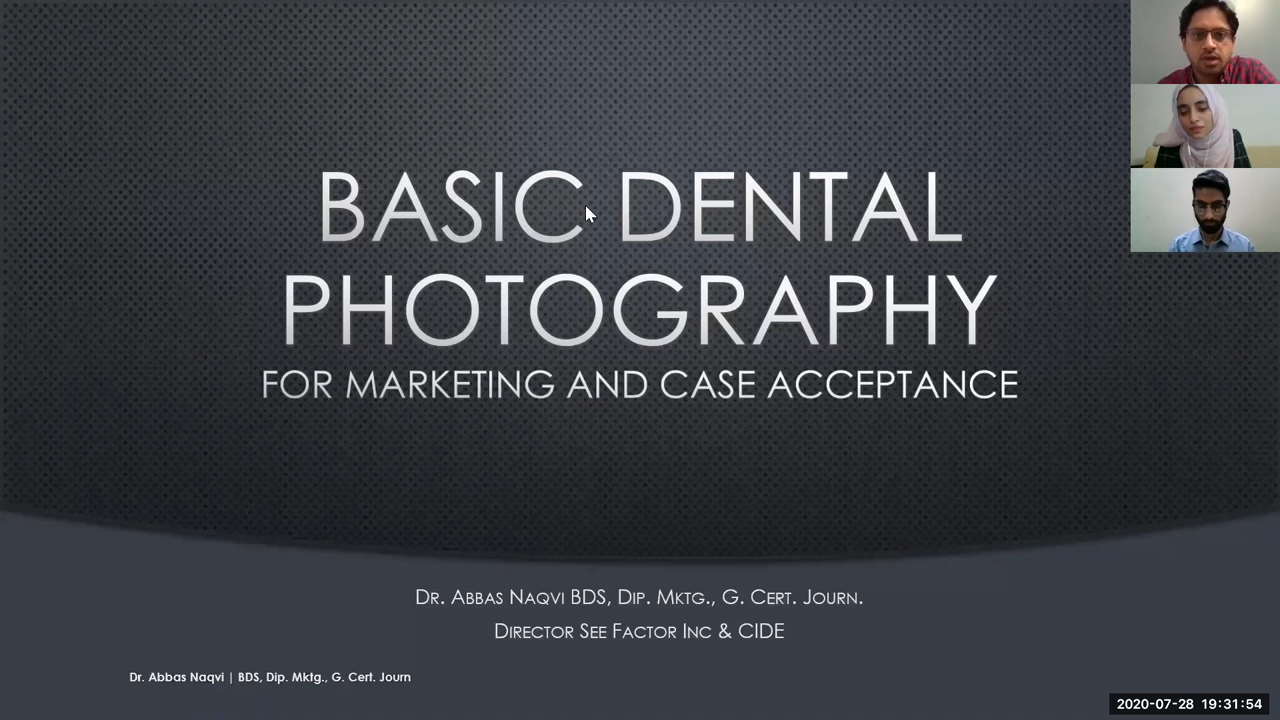 BASIC DENTAL
PHOTOGRAPHY
FOR MARKETING AND CASE ACCEPTANCE
DR. ABBAS NAQVI BDS, DIP. MKTG., G. CERT. JOURN.
DIRECTOR SEE FACTOR INC & CIDE
Dr. Abbas Naqvi | BDS, Dip. Mktg., G. Cert. Journ
2020-07-28 19:31:54